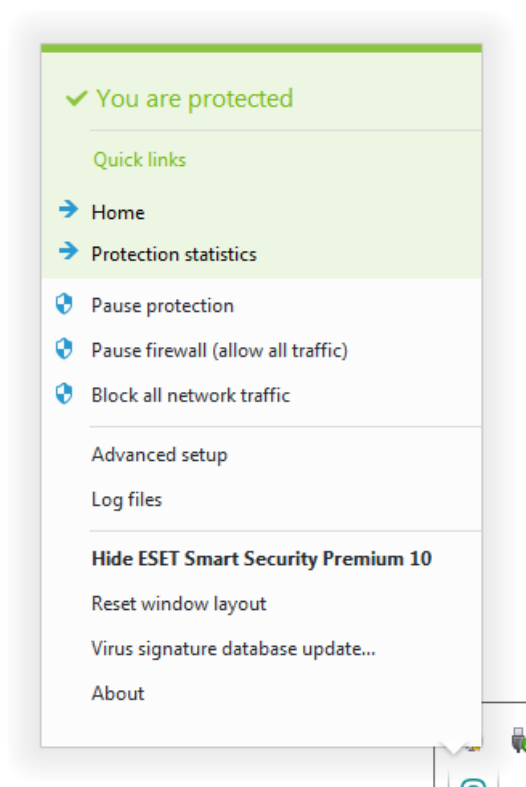 You are protected
Quick links
Home
Protection statistics
Pause protection
Pause firewall (allow all traffic)
Block all network traffic
Advanced setup
Log files
Hide ESET Smart Security Premium 10
Reset window layout
Virus signature database update...
About